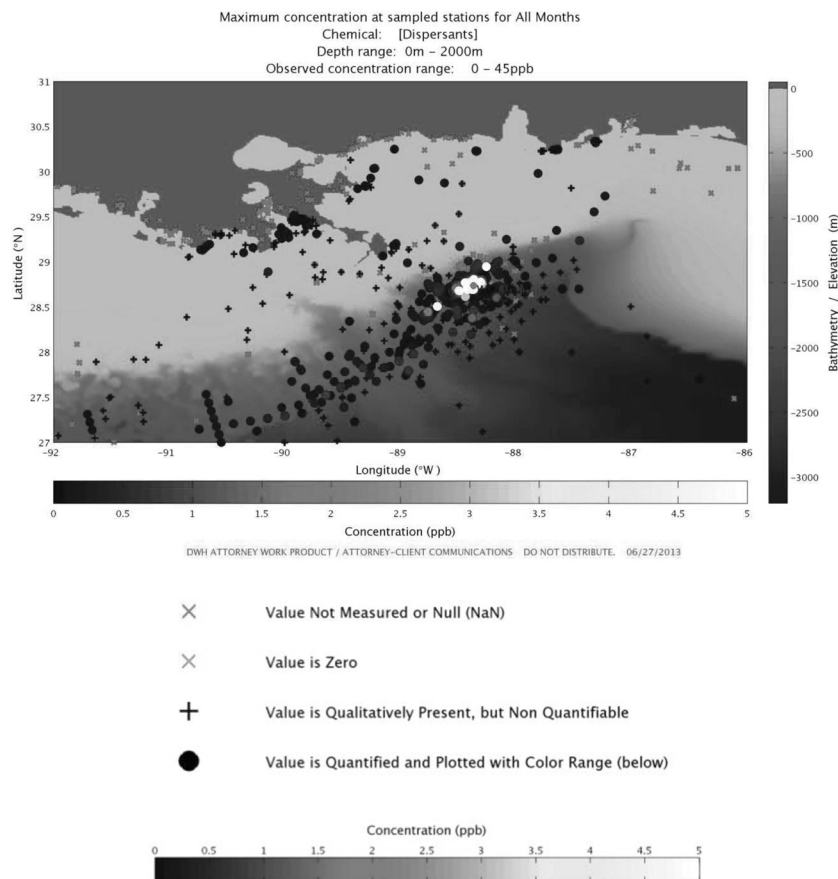 Maximum concentration at sampled stations for All Months
Chemical: [Dispersants]
Depth range: 0m - 2000m
Observed concentration range: 0 - 45ppb
31
30.5
30
29.5
29
28.5
28
27.5
27
Latitude (°N)
-92 -91 -90 -89 -88 -87 -86
Longitude (°W)
0
-500
-1000
-1500
-2000
-2500
-3000
Bathymetry / Elevation (m)
0 0.5 1 1.5 2 2.5 3 3.5 4 4.5 5
Concentration (ppb)
DWH ATTORNEY WORK PRODUCT / ATTORNEY-CLIENT COMMUNICATIONS DO NOT DISTRIBUTE. 06/27/2013
Value Not Measured or Null (NaN)
Value is Zero
Value is Qualitatively Present, but Non Quantifiable
Value is Quantified and Plotted with Color Range (below)
Concentration (ppb)
0 0.5 1 1.5 2 2.5 3 3.5 4 4.5 5